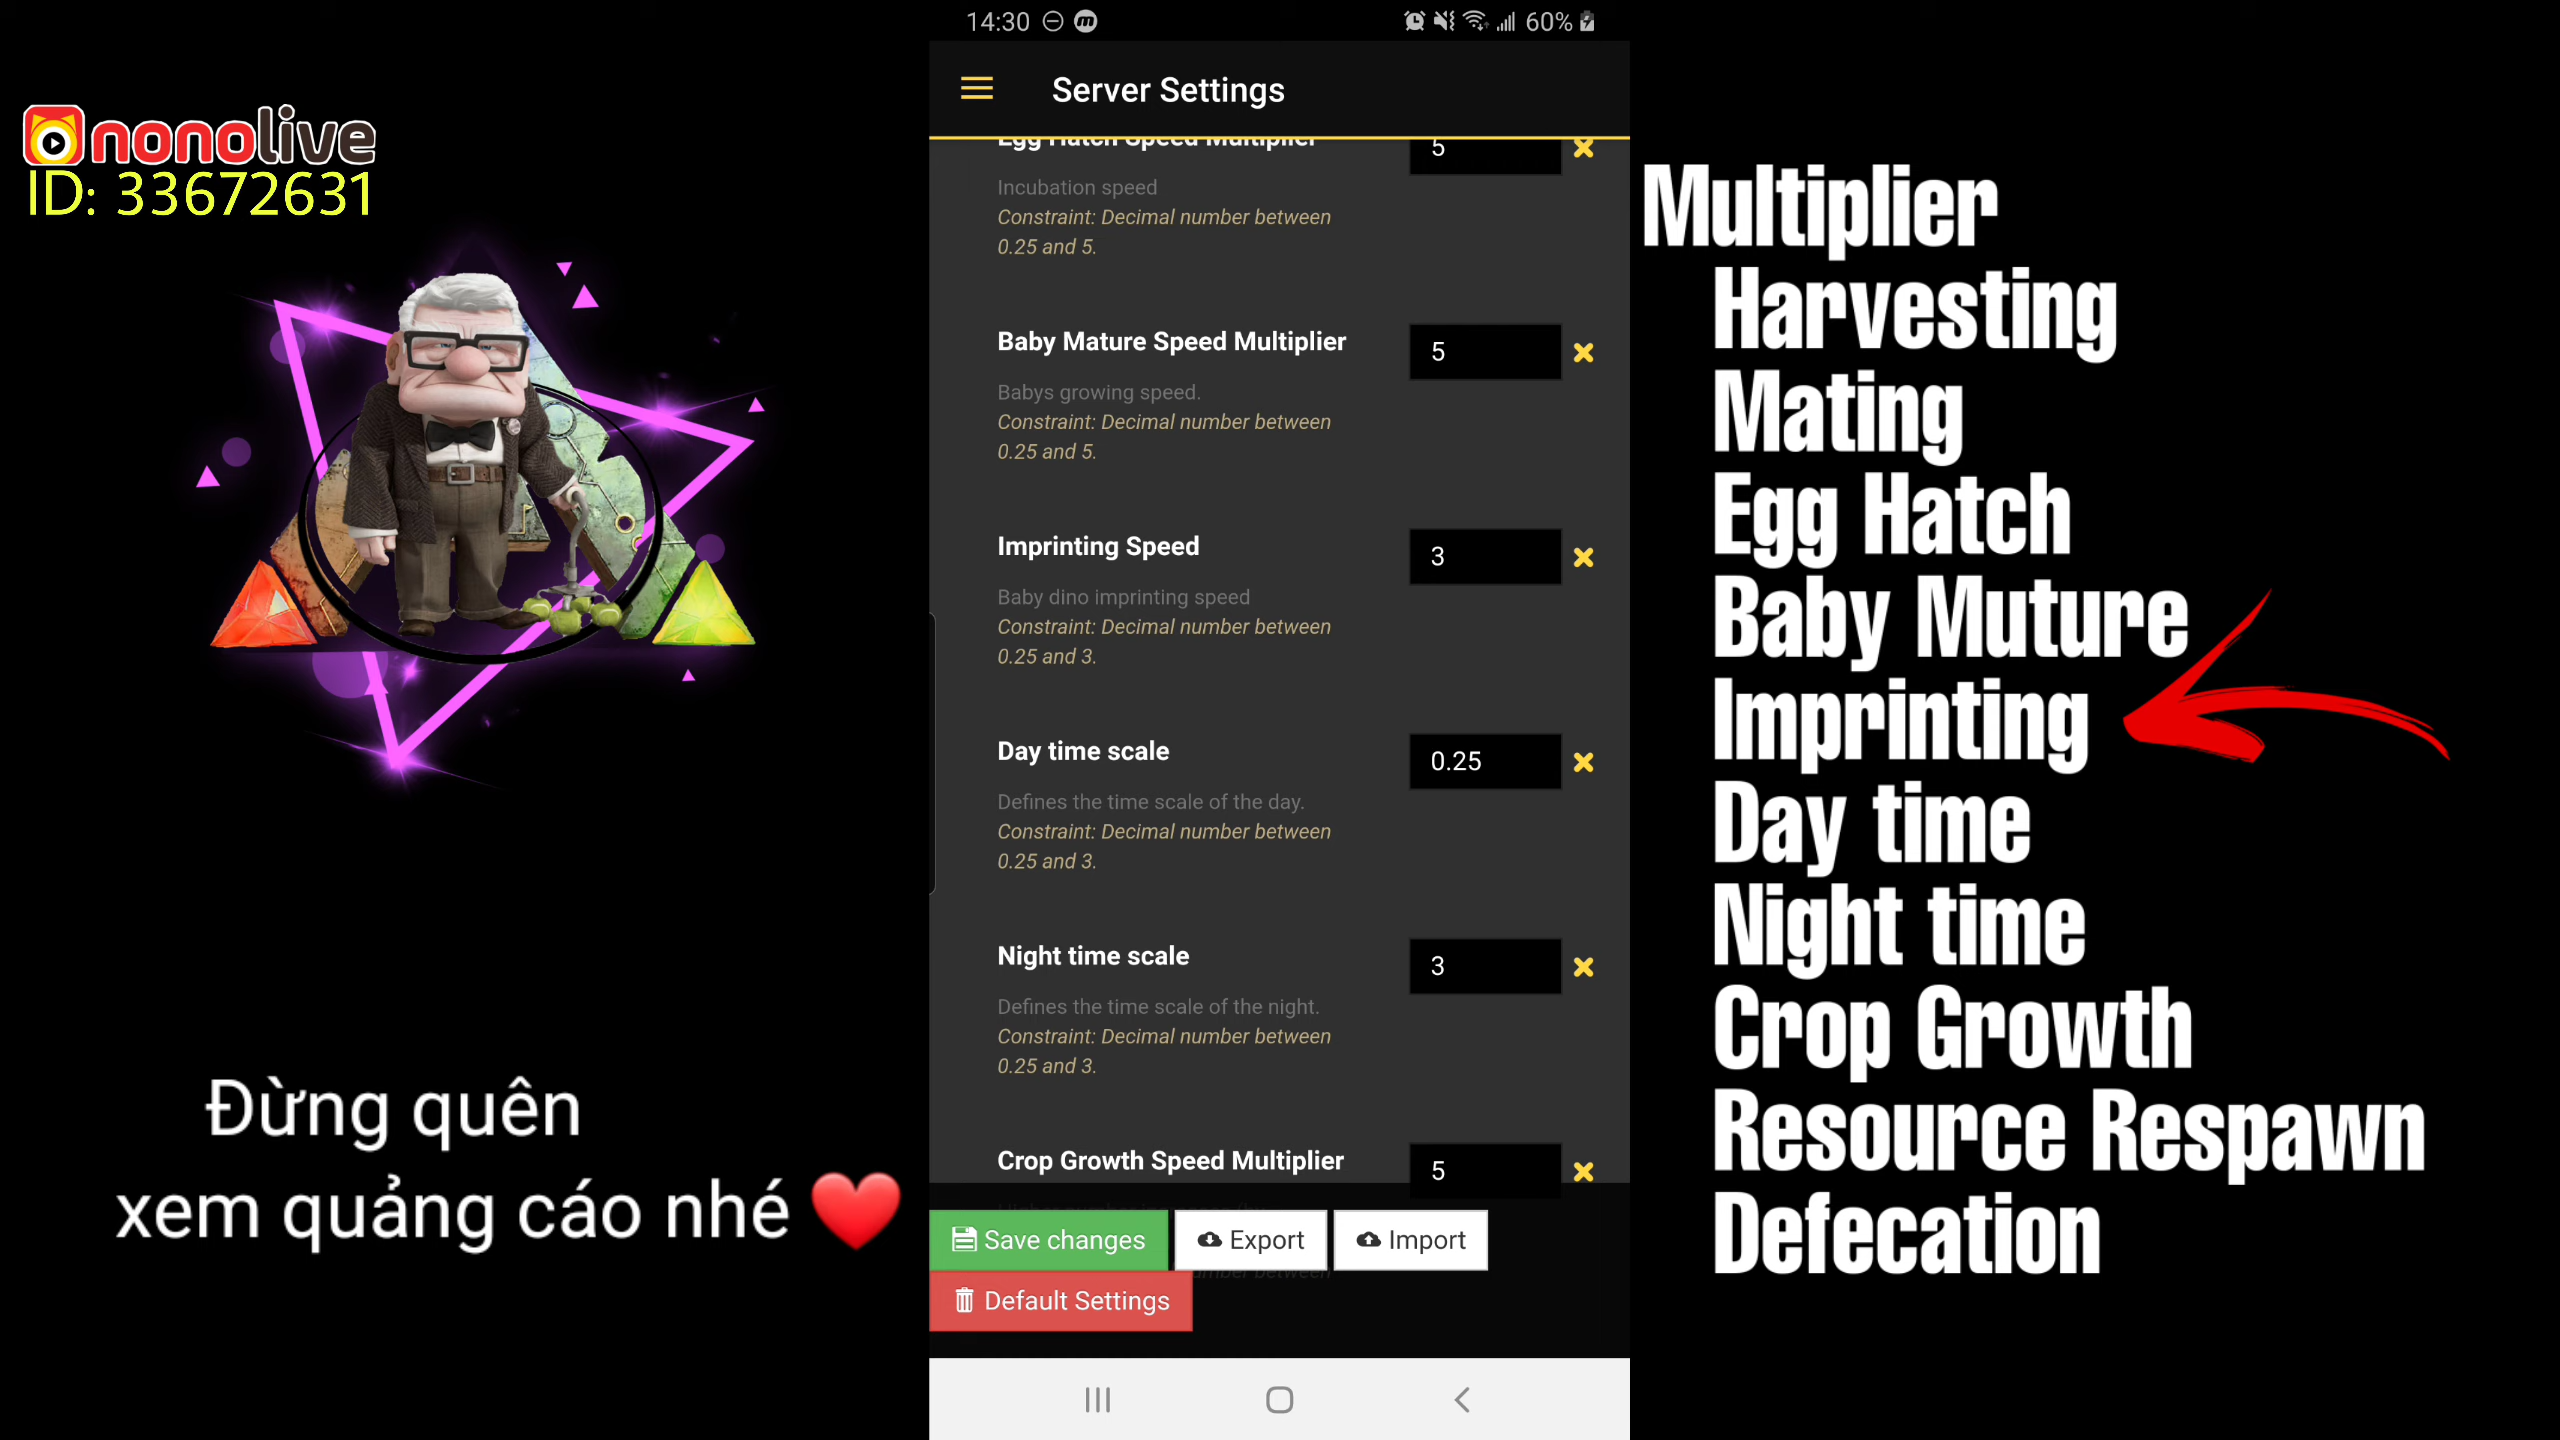 nonolive
ID: 33672631
Đừng quên
xem quảng cáo nhé
14:30
60%
Server Settings
Egg Hatch Speed Multiplier
5
Incubation speed
Constraint: Decimal number between
0.25 and 5.
Baby Mature Speed Multiplier
5
Babys growing speed.
Constraint: Decimal number between
0.25 and 5.
Imprinting Speed
3
Baby dino imprinting speed
Constraint: Decimal number between
0.25 and 3.
Day time scale
0.25
Defines the time scale of the day.
Constraint: Decimal number between
0.25 and 3.
Night time scale
3
Defines the time scale of the night.
Constraint: Decimal number between
0.25 and 3.
Crop Growth Speed Multiplier
5
Save changes
Export
Import
number between
Default Settings
Multiplier
Harvesting
Mating
Egg Hatch
Baby Muture
Imprinting
Day time
Night time
Crop Growth
Resource Respawn
Defecation